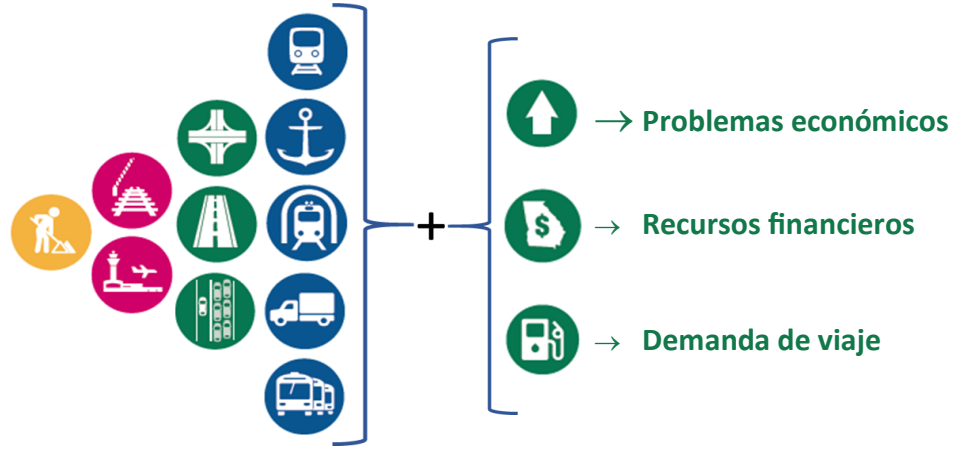 +
→ Problemas económicos
$
→ Recursos financieros
→ Demanda de viaje